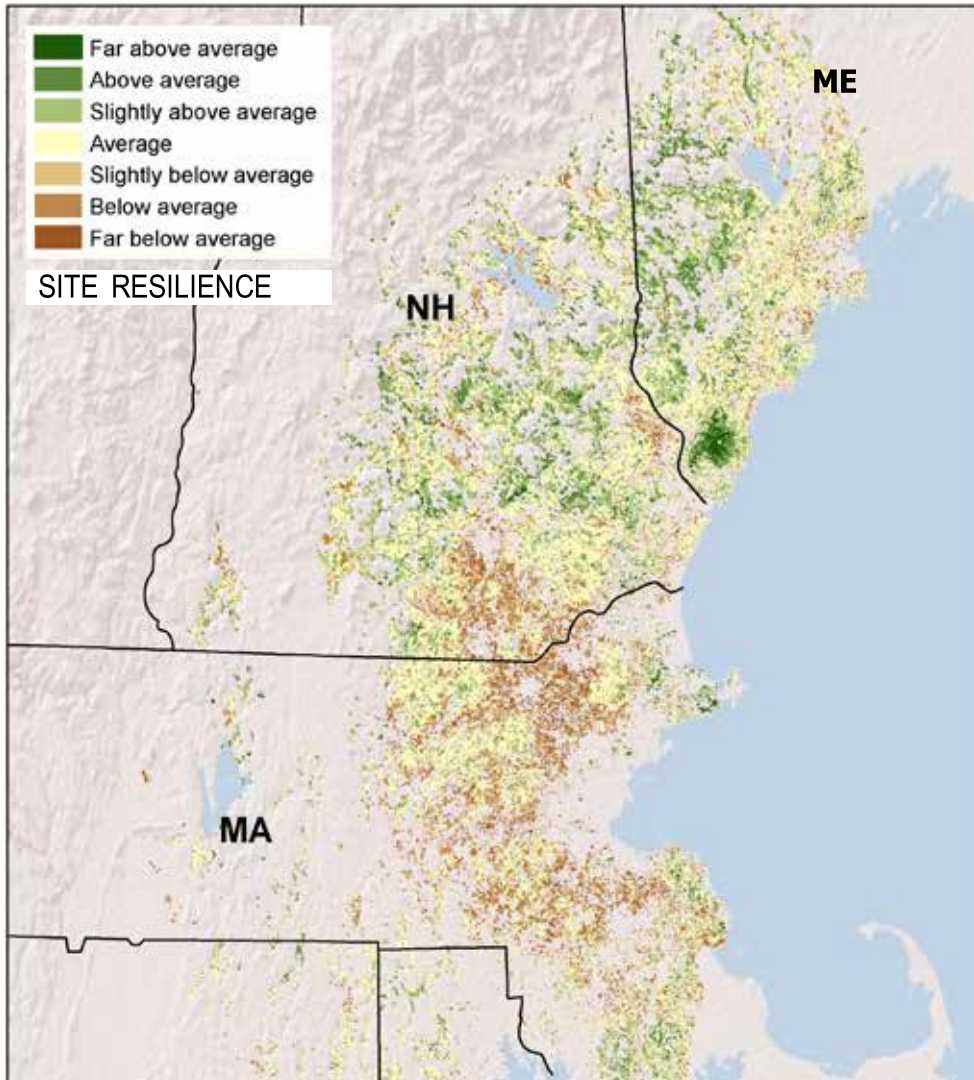 Far above average
Above average
Slightly above average
Average
Slightly below average
Below average
Far below average
SITE RESILIENCE
ME
NH
MA